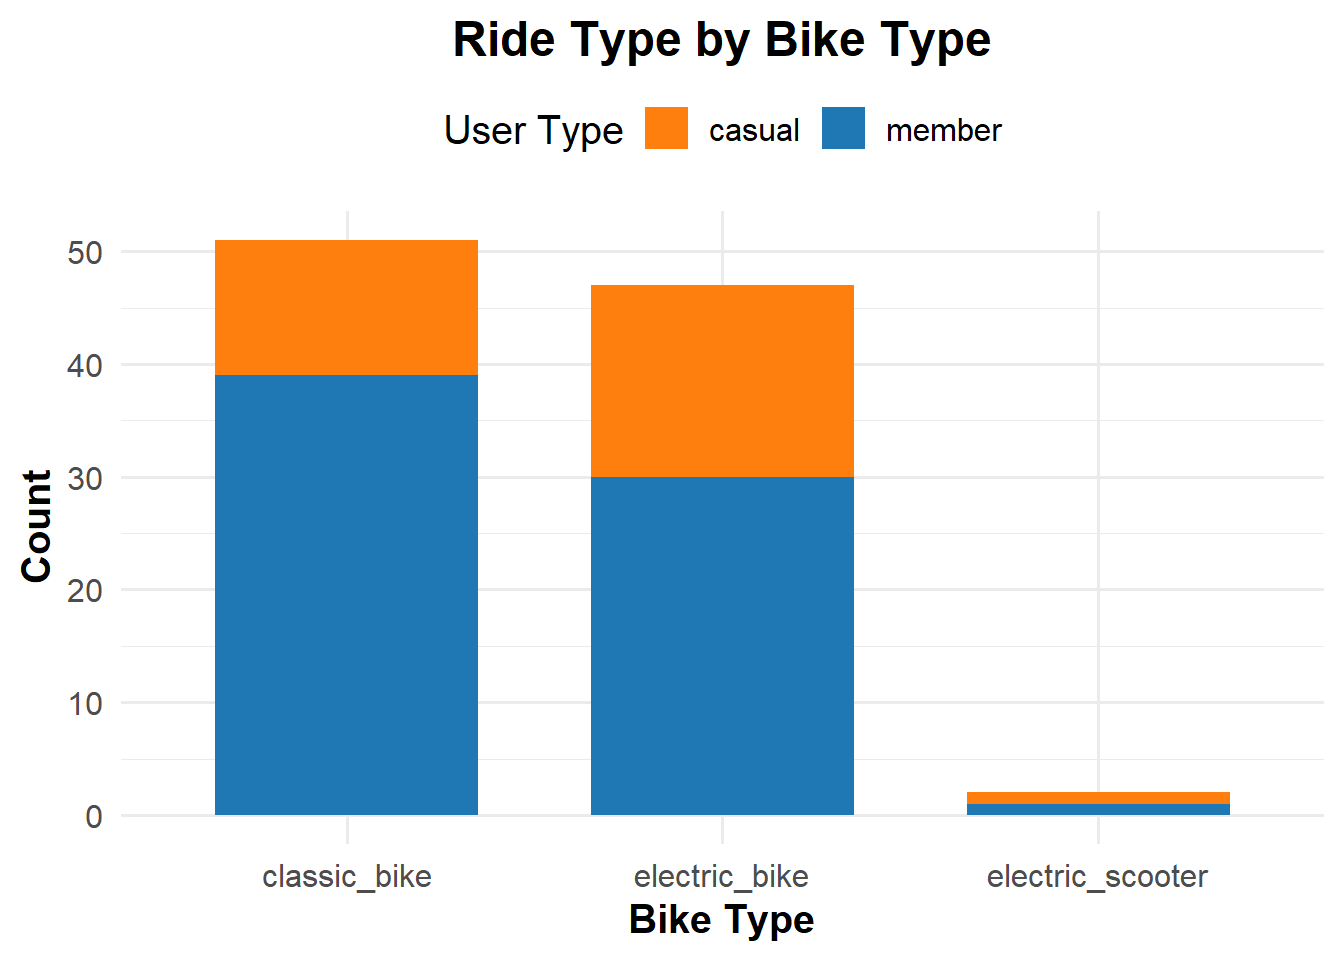 Ride Type by Bike Type
User Type casual member
50
40
30
20
10
0
Count
classic_bike electric_bike electric_scooter
Bike Type